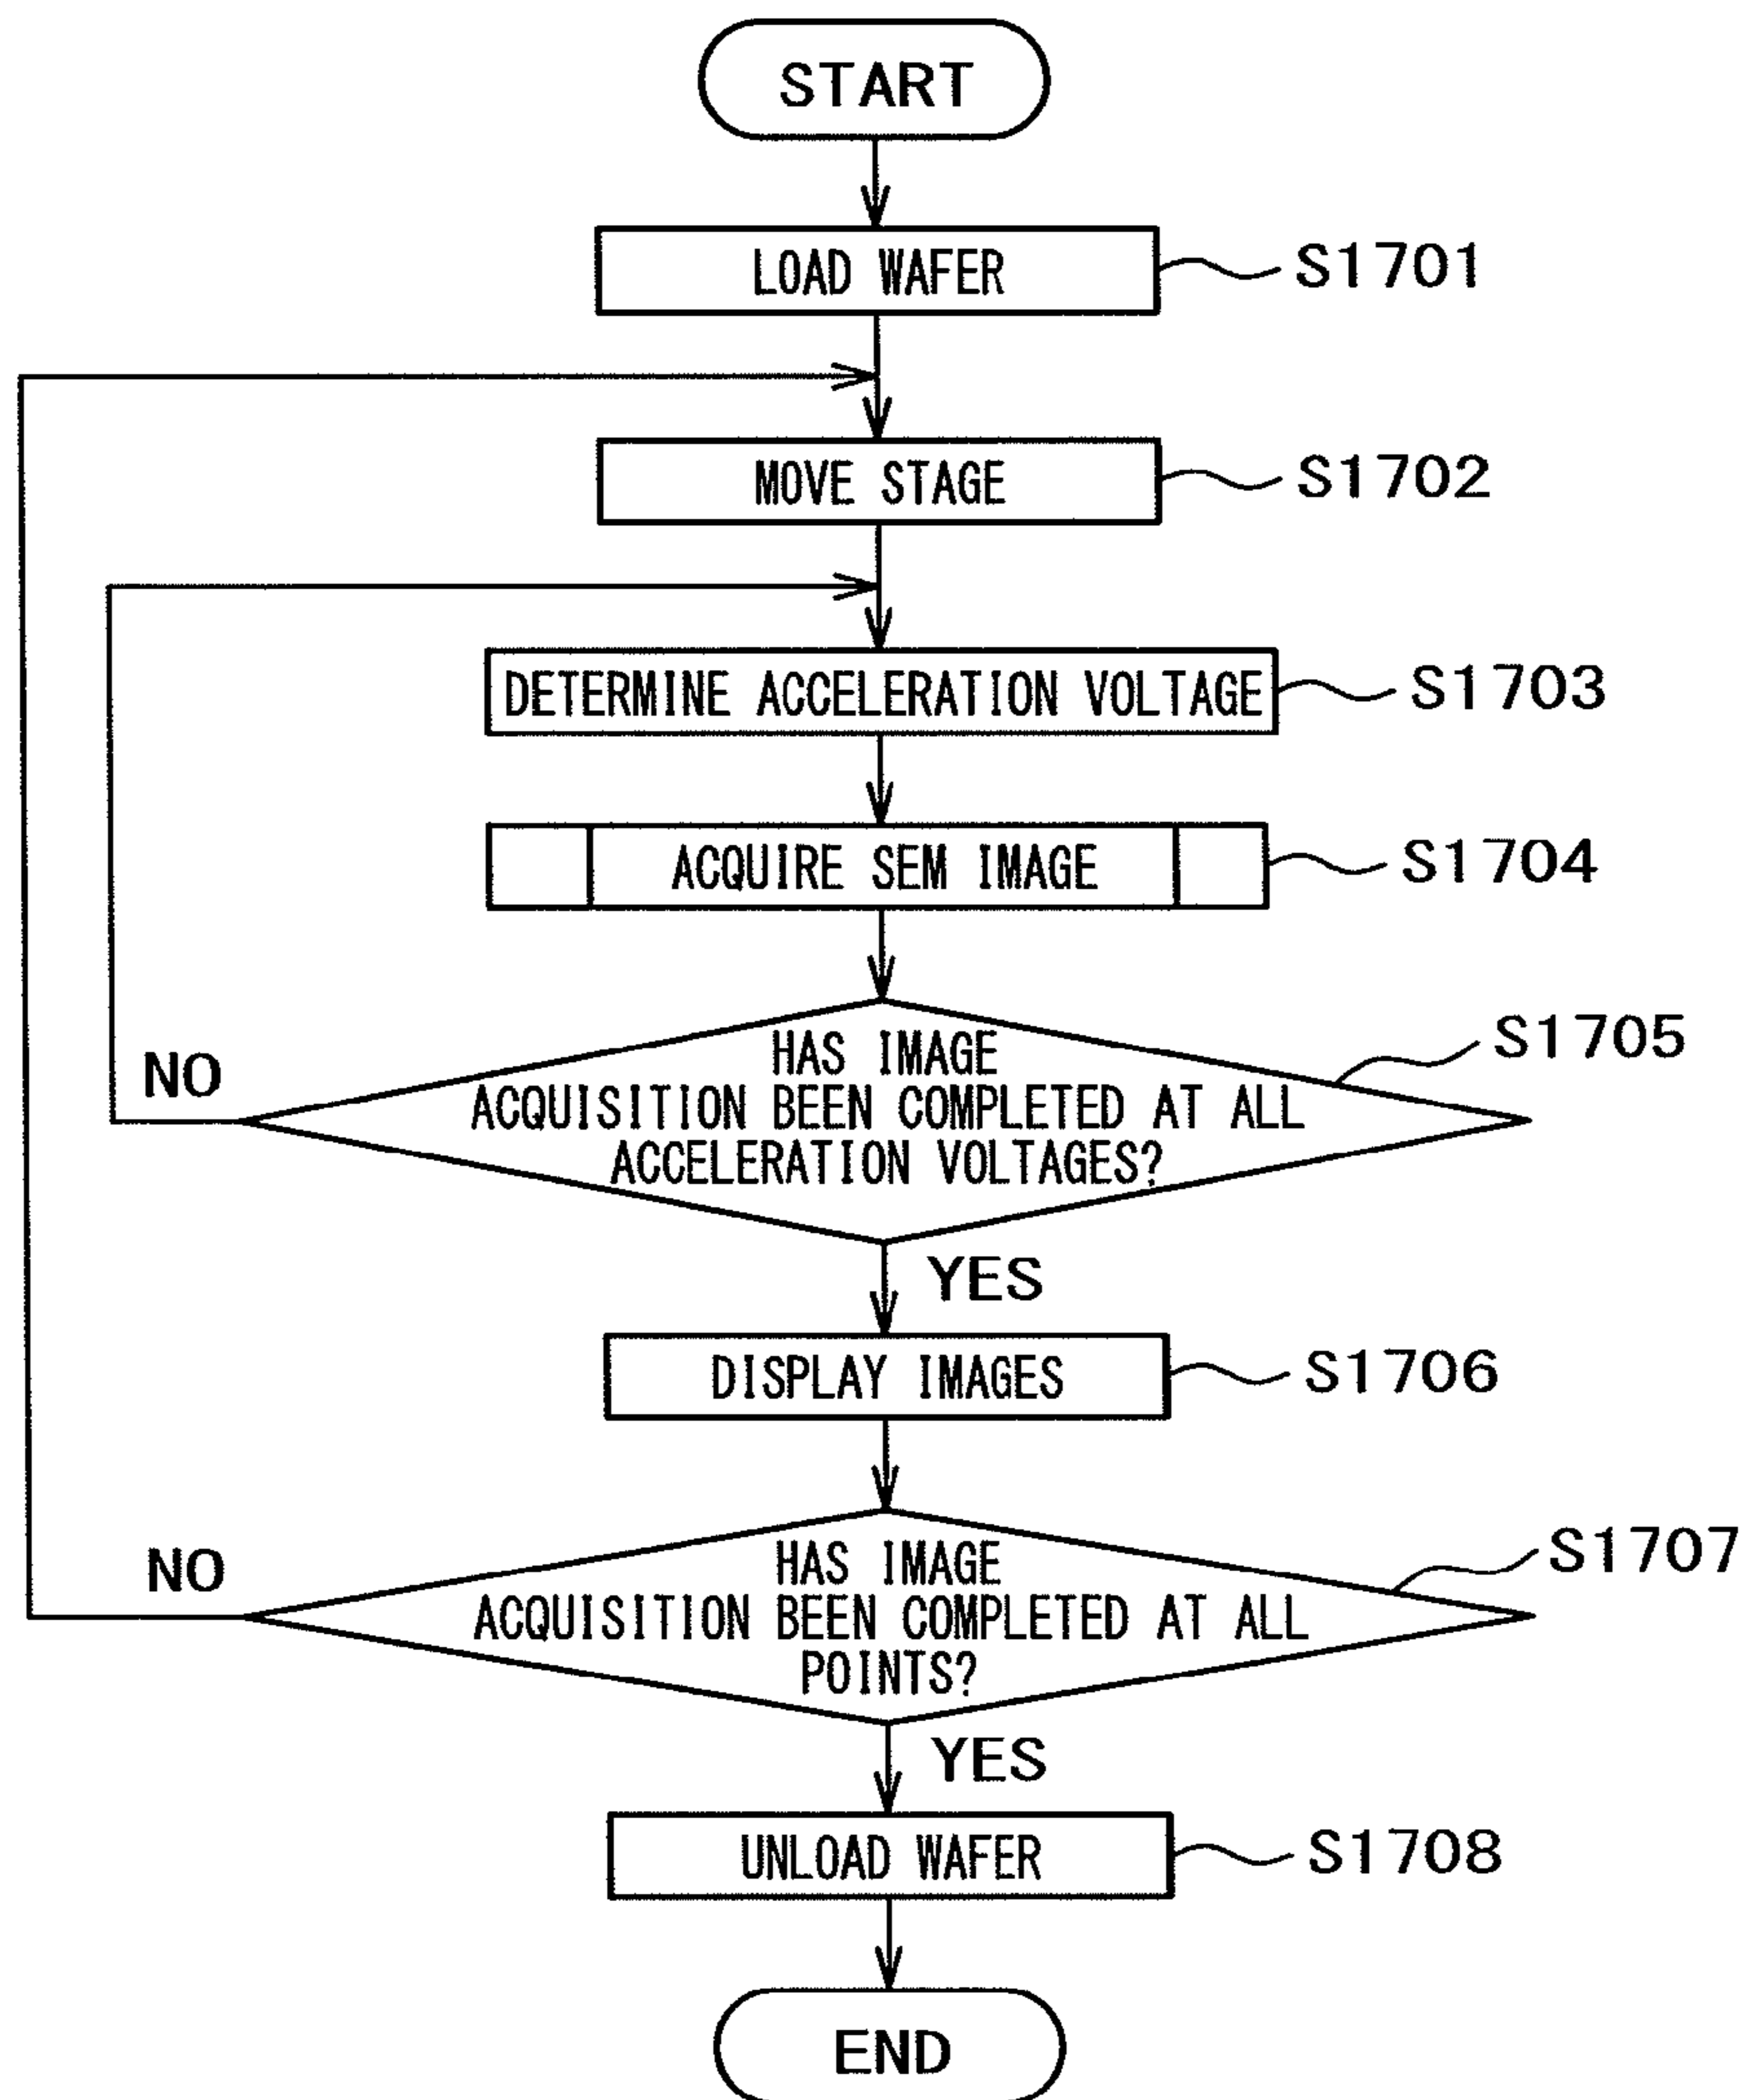 START
LOAD WAFER
S1701
MOVE STAGE
S1702
DETERMINE ACCELERATION VOLTAGE
S1703
ACQUIRE SEM IMAGE
S1704
HAS IMAGE
ACQUISITION BEEN COMPLETED AT ALL
ACCELERATION VOLTAGES?
S1705
NO
YES
DISPLAY IMAGES
S1706
HAS IMAGE
ACQUISITION BEEN COMPLETED AT ALL
POINTS?
S1707
NO
YES
UNLOAD WAFER
S1708
END